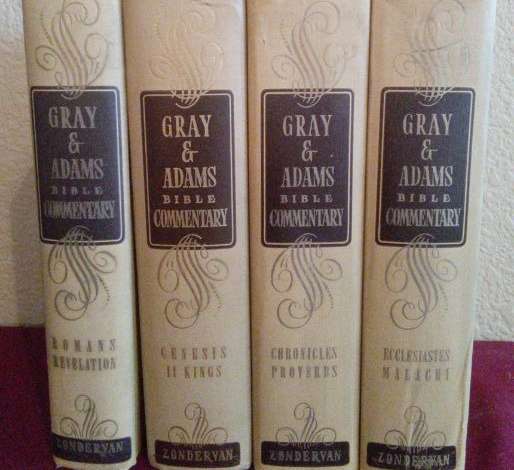 GRAY
&
ADAMS
BIBLE
COMMENTARY
ROMANS
REVELATION
ZONDERVAN
GRAY
&
ADAMS
BIBLE
COMMENTARY
GENESIS
II KINGS
ZONDERVAN
GRAY
&
ADAMS
BIBLE
COMMENTARY
CHRONICLES
PROVERBS
ZONDERVAN
GRAY
&
ADAMS
BIBLE
COMMENTARY
ECCLESIASTES
MALACHI
ZONDERVAN